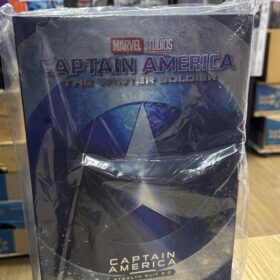 MARVEL STUDIOS
CAPTAIN AMERICA
THE WINTER SOLDIER
CAPTAIN
AMERICA
STEALTH SUIT 2.0